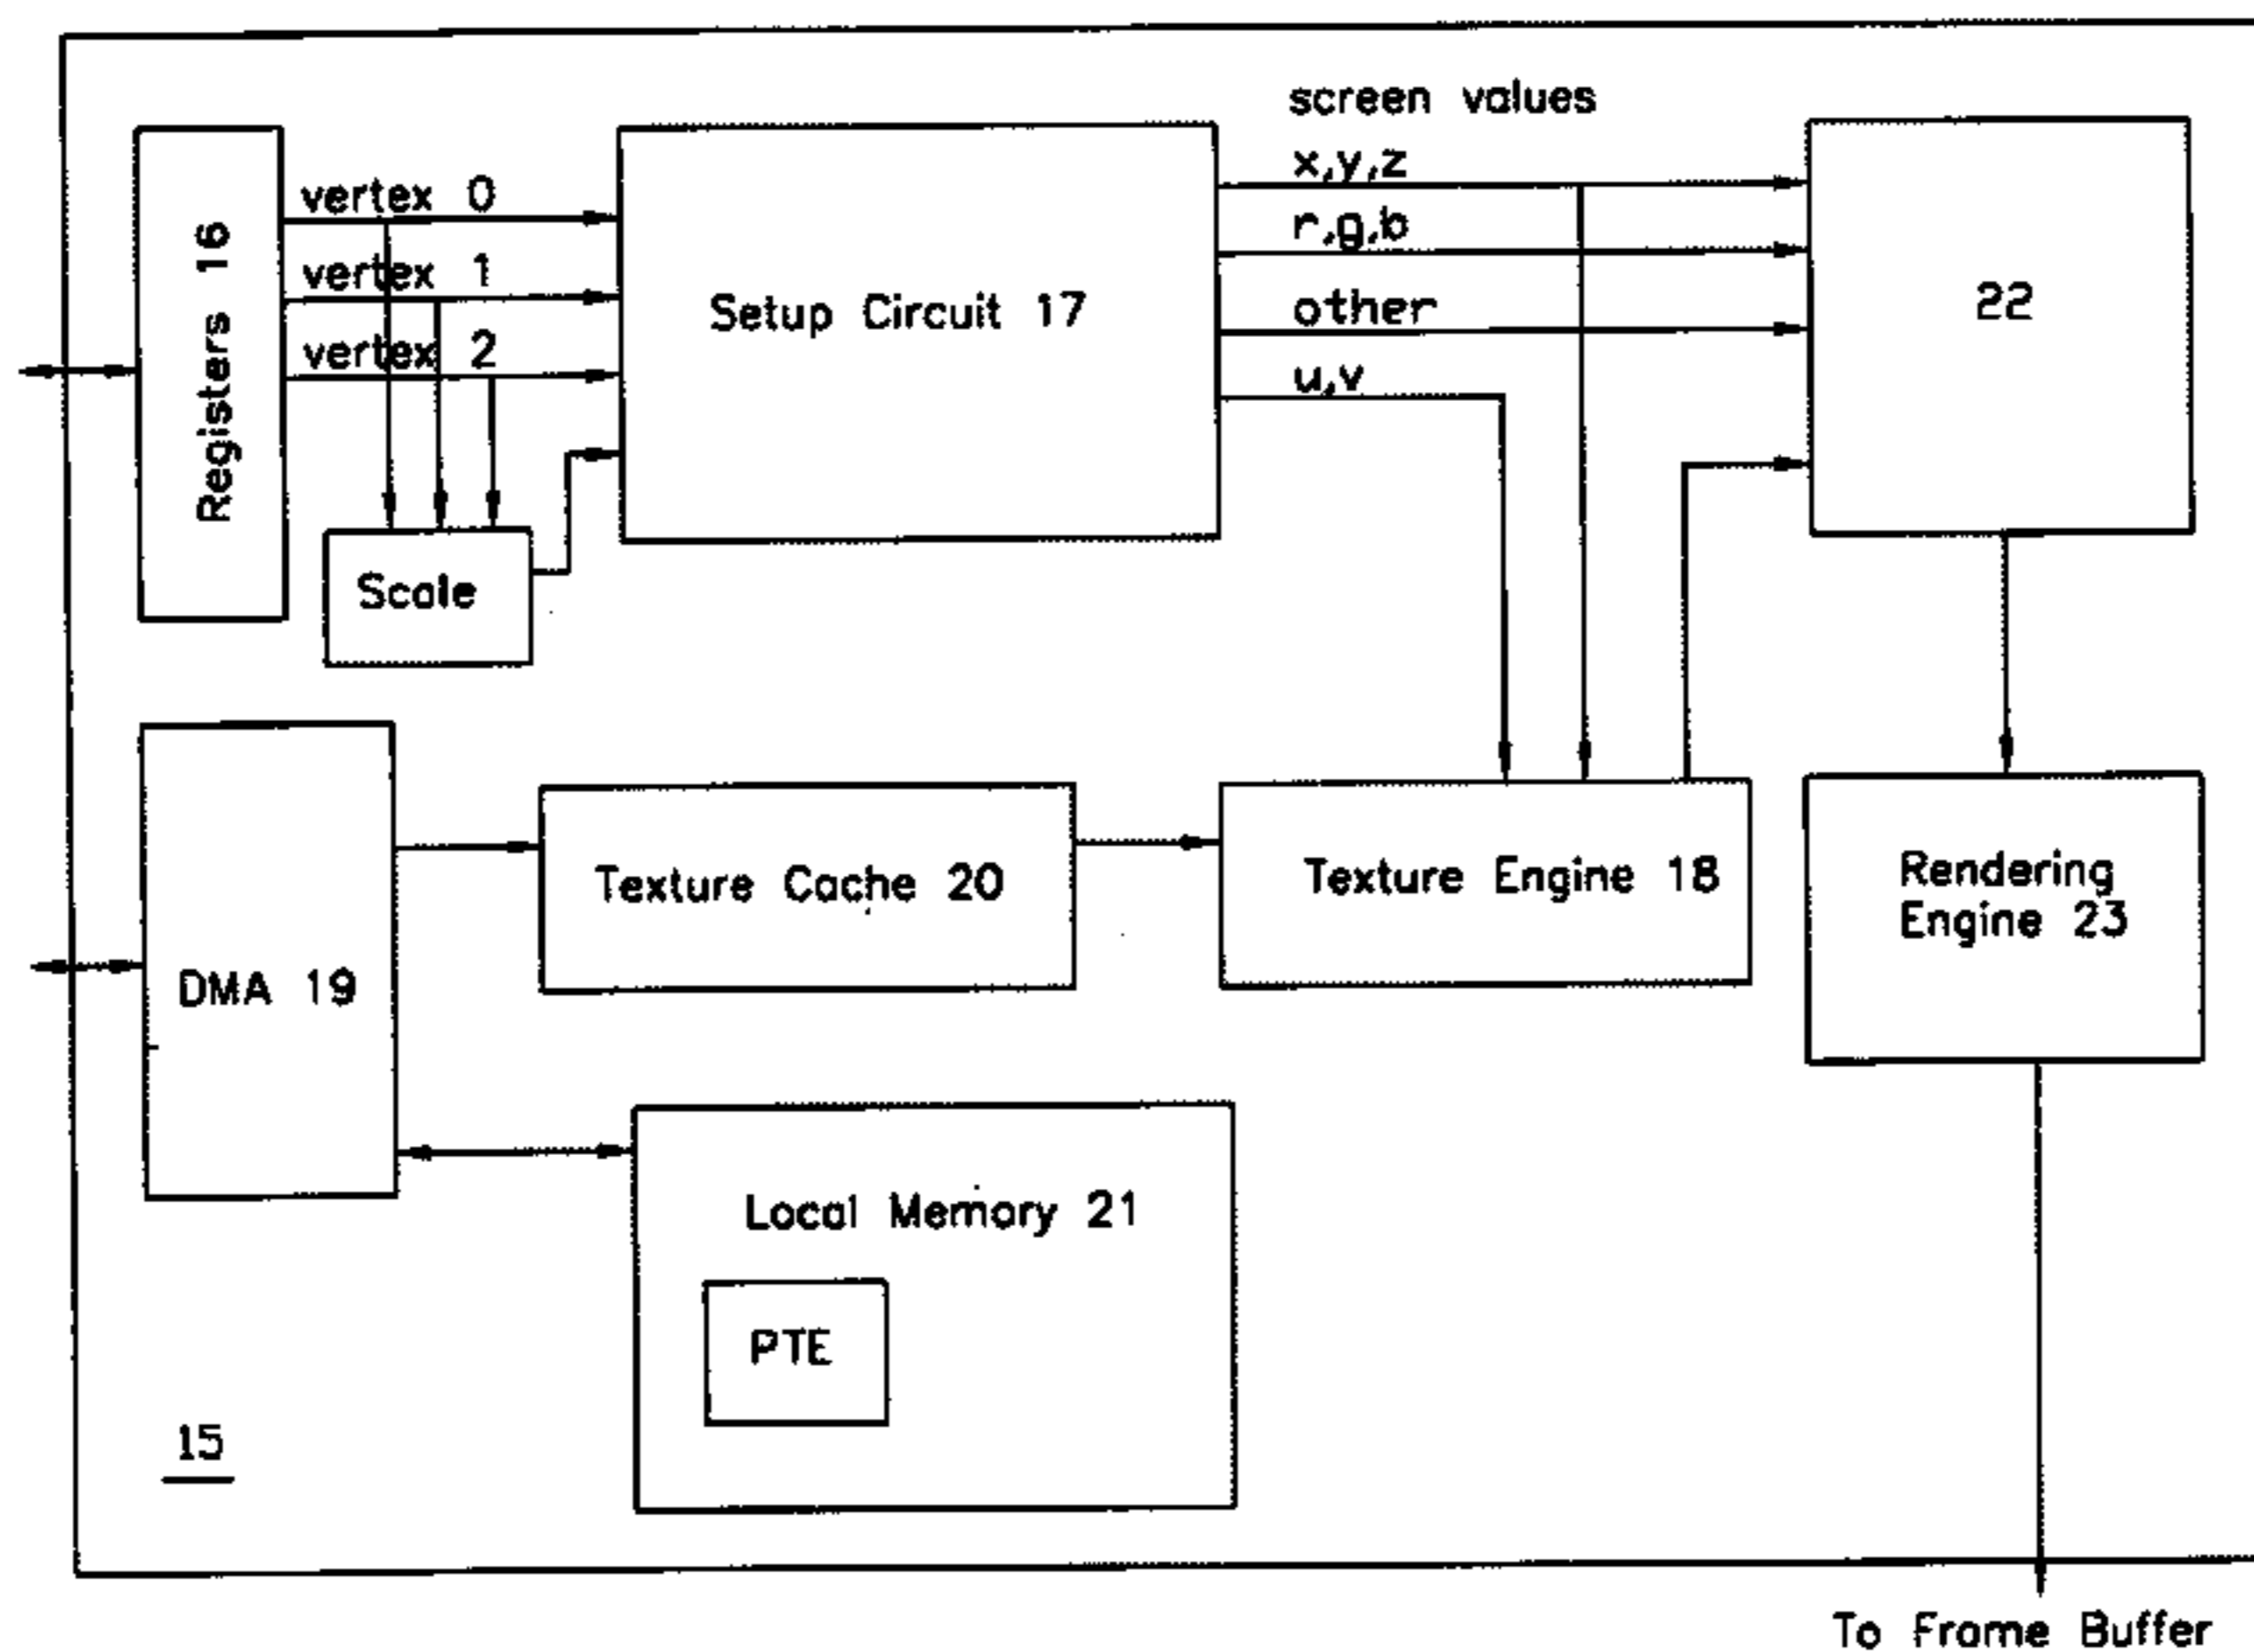 screen values
x,y,z
r,g,b
other
u,v
vertex 0
vertex 1
vertex 2
Registers 16
Setup Circuit 17
22
Scale
DMA 19
Texture Cache 20
Texture Engine 18
Rendering
Engine 23
Local Memory 21
PTE
15
To Frame Buffer